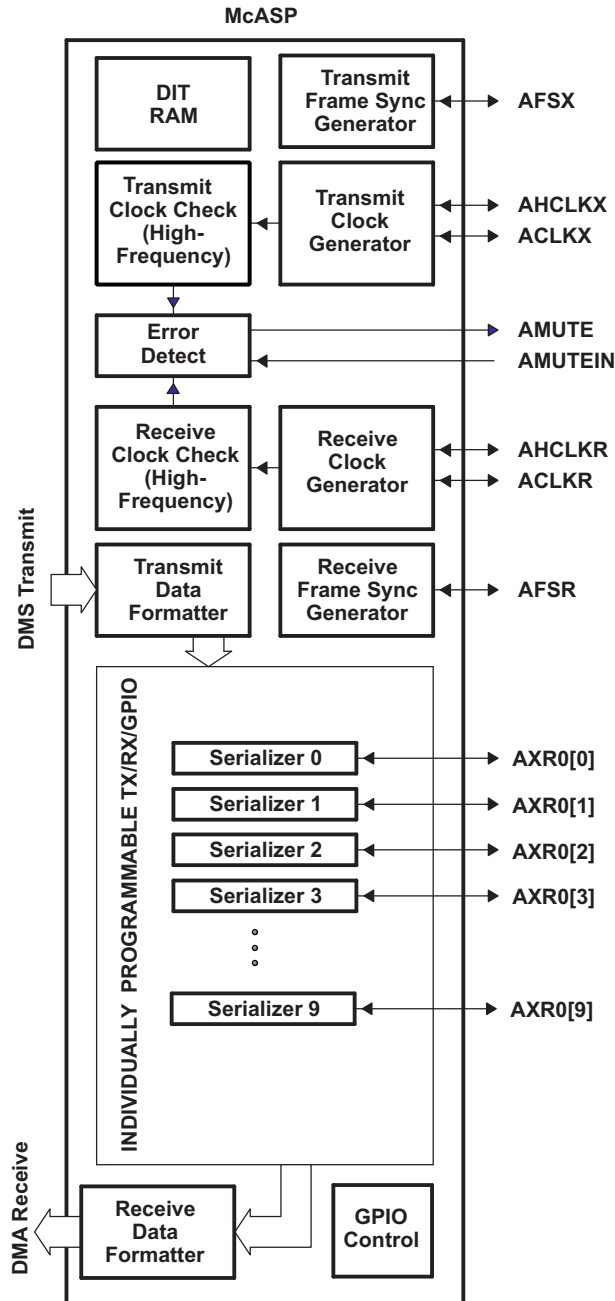 McASP
DIT
RAM
Transmit
Frame Sync
Generator
AFSX
Transmit
Clock Check
(High-
Frequency)
Transmit
Clock
Generator
AHCLKX
ACLKX
Error
Detect
AMUTE
AMUTEIN
Receive
Clock Check
(High-
Frequency)
Receive
Clock
Generator
AHCLKR
ACLKR
DMS Transmit
Transmit
Data
Formatter
Receive
Frame Sync
Generator
AFSR
INDIVIDUALLY PROGRAMMABLE TX/RX/GPIO
Serializer 0
AXR0[0]
Serializer 1
AXR0[1]
Serializer 2
AXR0[2]
Serializer 3
AXR0[3]
Serializer 9
AXR0[9]
DMA Receive
Receive
Data
Formatter
GPIO
Control